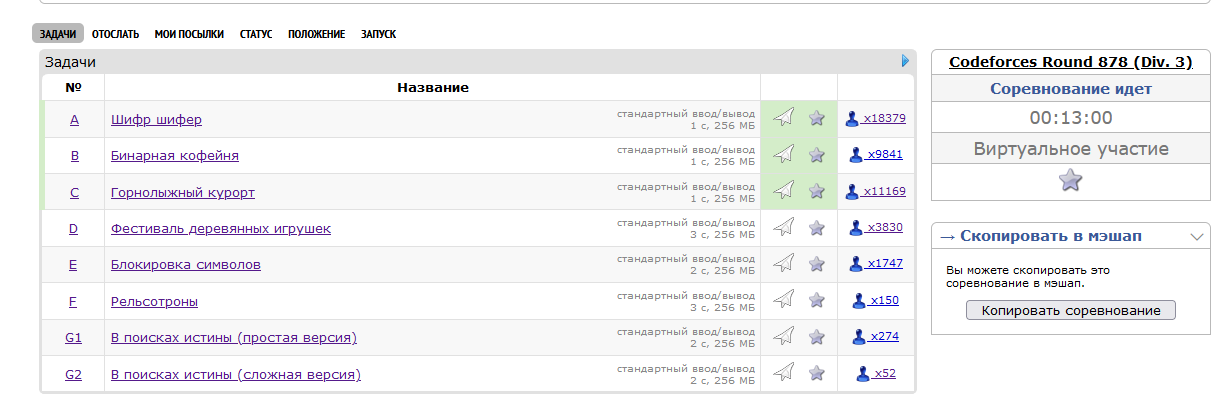 ЗАДАЧИ ОТОСЛАТЬ МОИ ПОСЫЛКИ СТАТУС ПОЛОЖЕНИЕ ЗАПУСК
Задачи
№ Название
A Шифр шифер стандартный ввод/вывод 1 с, 256 МБ x18379
B Бинарная кофейня стандартный ввод/вывод 1 с, 256 МБ x9841
C Горнолыжный курорт стандартный ввод/вывод 1 с, 256 МБ x11169
D Фестиваль деревянных игрушек стандартный ввод/вывод 3 с, 256 МБ x3830
E Блокировка символов стандартный ввод/вывод 2 с, 256 МБ x1747
F Рельсотроны стандартный ввод/вывод 3 с, 256 МБ x150
G1 В поисках истины (простая версия) стандартный ввод/вывод 2 с, 256 МБ x274
G2 В поисках истины (сложная версия) стандартный ввод/вывод 2 с, 256 МБ x52
Codeforces Round 878 (Div. 3)
Соревнование идет
00:13:00
Виртуальное участие
→ Скопировать в мэшап
Вы можете скопировать это
соревнование в мэшап.
Копировать соревнование